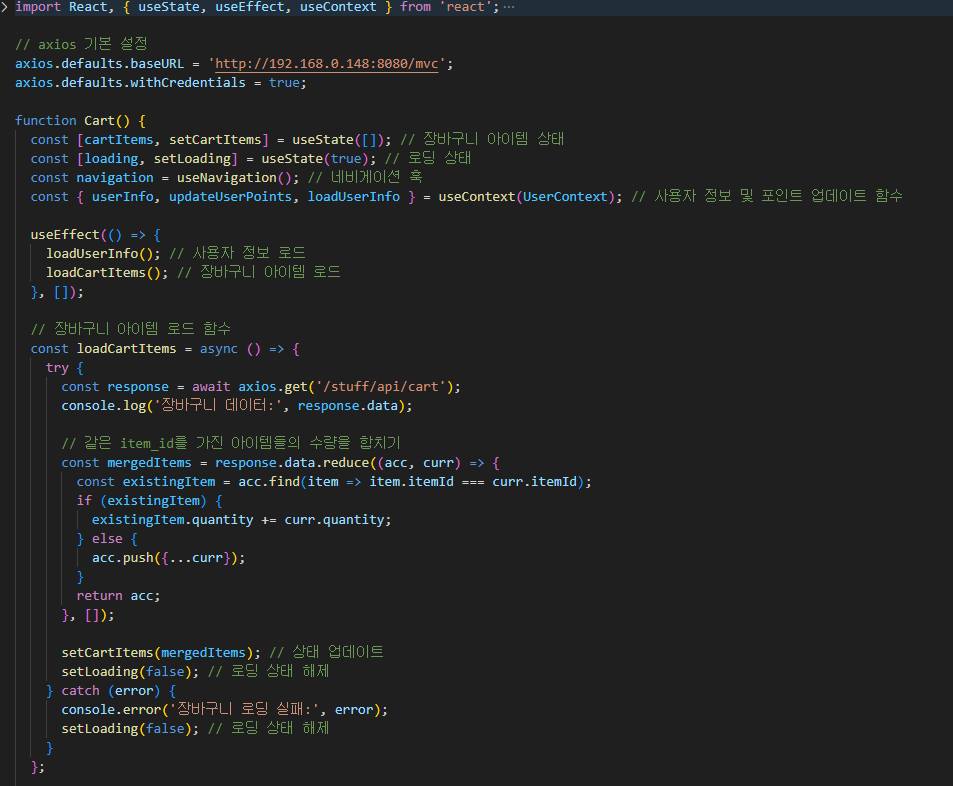 import React, { useState, useEffect, useContext } from 'react';…
// axios 기본 설정
axios.defaults.baseURL = 'http://192.168.0.148:8080/mvc';
axios.defaults.withCredentials = true;
function Cart() {
const [cartItems, setCartItems] = useState([]); // 장바구니 아이템 상태
const [loading, setLoading] = useState(true); // 로딩 상태
const navigation = useNavigation(); // 네비게이션 훅
const { userInfo, updateUserPoints, loadUserInfo } = useContext(UserContext); // 사용자 정보 및 포인트 업데이트 함수
useEffect(() => {
loadUserInfo(); // 사용자 정보 로드
loadCartItems(); // 장바구니 아이템 로드
}, []);
// 장바구니 아이템 로드 함수
const loadCartItems = async () => {
try {
const response = await axios.get('/stuff/api/cart');
console.log('장바구니 데이터:', response.data);
// 같은 item_id를 가진 아이템들의 수량을 합치기
const mergedItems = response.data.reduce((acc, curr) => {
const existingItem = acc.find(item => item.itemId === curr.itemId);
if (existingItem) {
existingItem.quantity += curr.quantity;
} else {
acc.push({...curr});
}
return acc;
}, []);
setCartItems(mergedItems); // 상태 업데이트
setLoading(false); // 로딩 상태 해제
} catch (error) {
console.error('장바구니 로딩 실패:', error);
setLoading(false); // 로딩 상태 해제
}
};